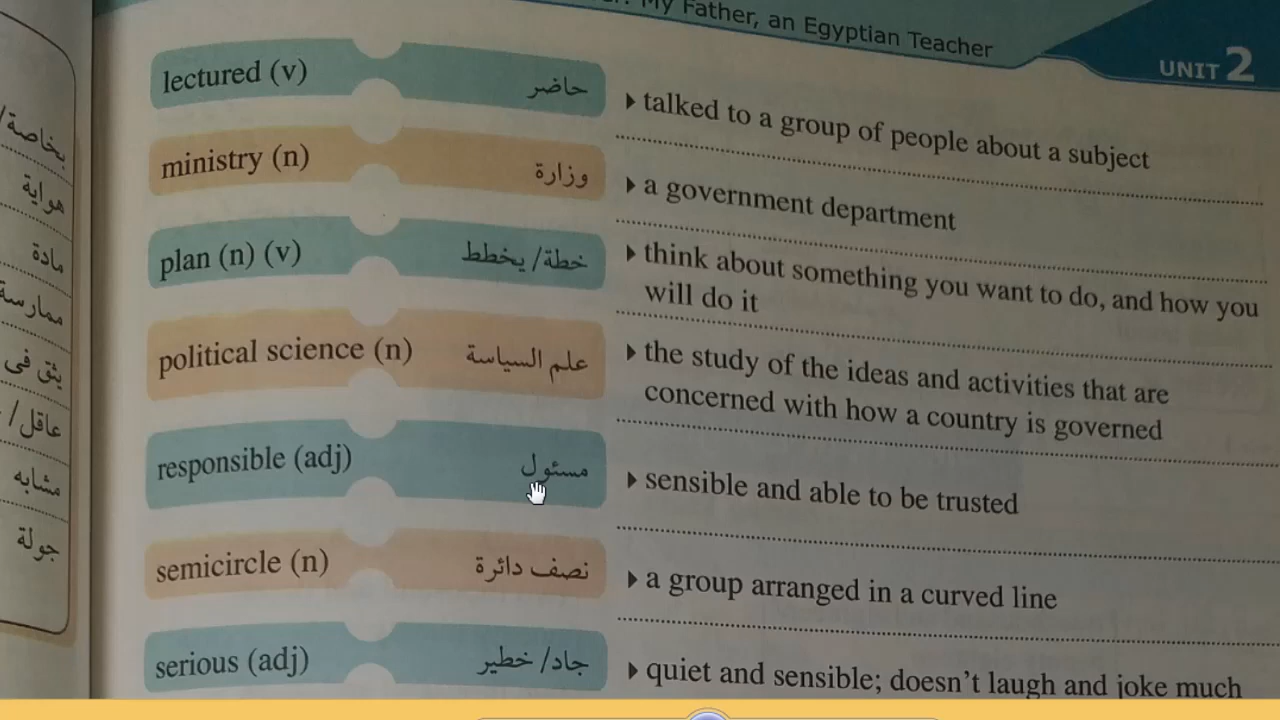 My Father, an Egyptian Teacher
UNIT 2
lectured (v) حاضر
talked to a group of people about a subject
ministry (n) وزارة
a government department
plan (n) (v) خطة/ يخطط
think about something you want to do, and how you
will do it
political science (n) علم السياسة
the study of the ideas and activities that are
concerned with how a country is governed
responsible (adj) مسئول
sensible and able to be trusted
semicircle (n) نصف دائرة
a group arranged in a curved line
serious (adj) جاد/ خطير
quiet and sensible; doesn't laugh and joke much
بخاصة/
هواية
مادة
ممارسة
يثق فى
عاقل/
مشابه
جولة